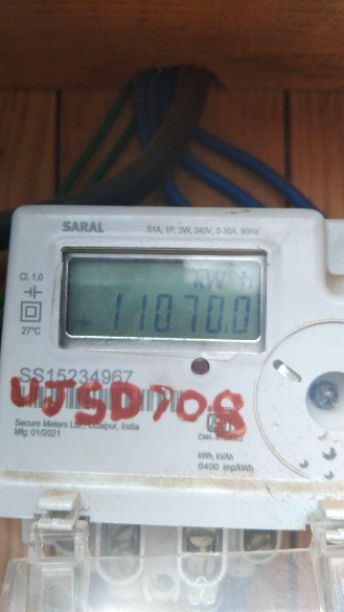 SARAL
S1A, 1P, 2W, 240V, 5-30A, 50Hz
Cl. 1.0
kW h
+11070.0
27°C
SS15234967
UJSD708
Secure Meters Ltd., Udaipur, India
Mfg: 01/2021
kWh, kVAh
6400 imp/kWh